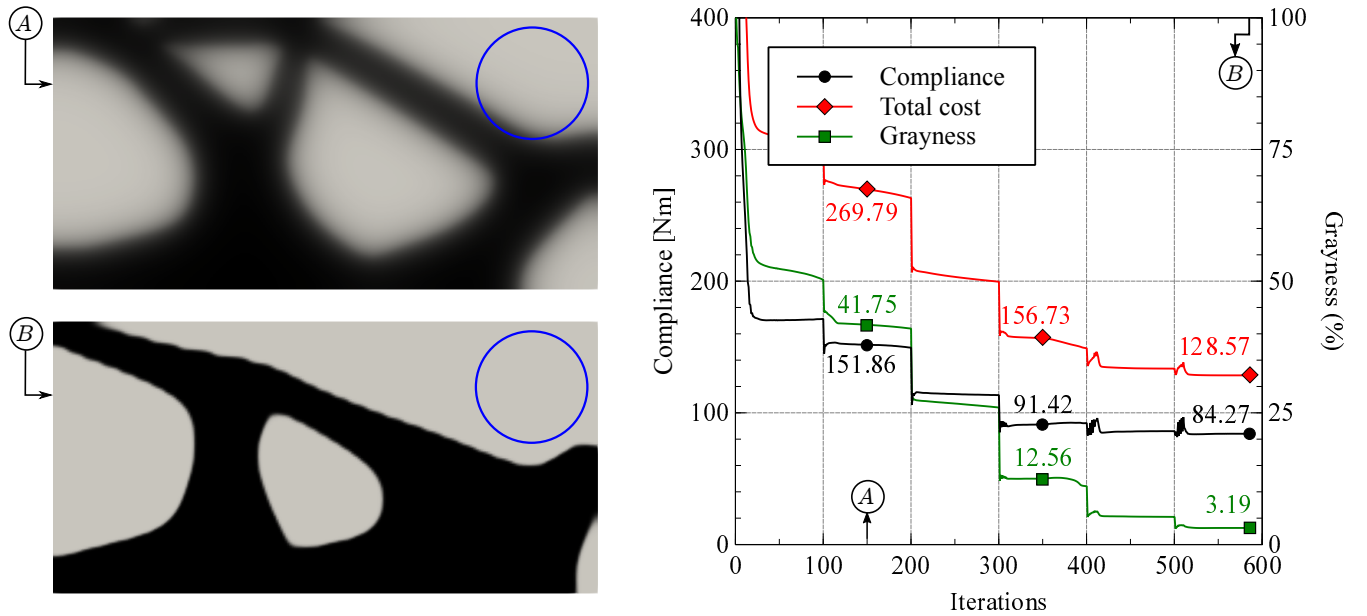 A
B
400
300
200
100
0
Compliance [Nm]
Compliance
Total cost
Grayness
269.79
41.75
151.86
156.73
91.42
12.56
128.57
84.27
3.19
A
B
100
75
50
25
0
Grayness (%)
0 100 200 300 400 500 600
Iterations